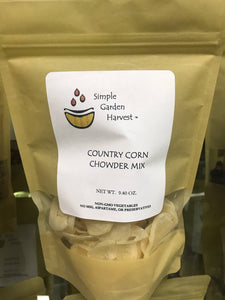 Simple
Garden
Harvest ™
COUNTRY CORN
CHOWDER MIX
NET WT. 9.40 OZ.
NON-GMO VEGETABLES
NO MSG, ASPARTAME, OR PRESERVATIVES